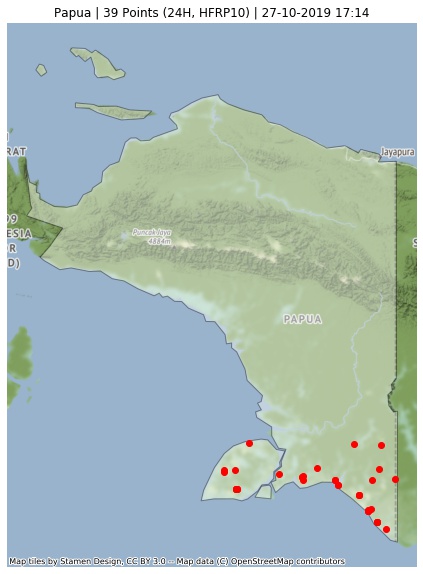 Papua | 39 Points (24H, HFRP10) | 27-10-2019 17:14
RAT
Jayapura
99
ESIA
R
D)
Puncak Jaya
4884m
S
PAPUA
Map tiles by Stamen Design, CC BY 3.0 -- Map data (C) OpenStreetMap contributors